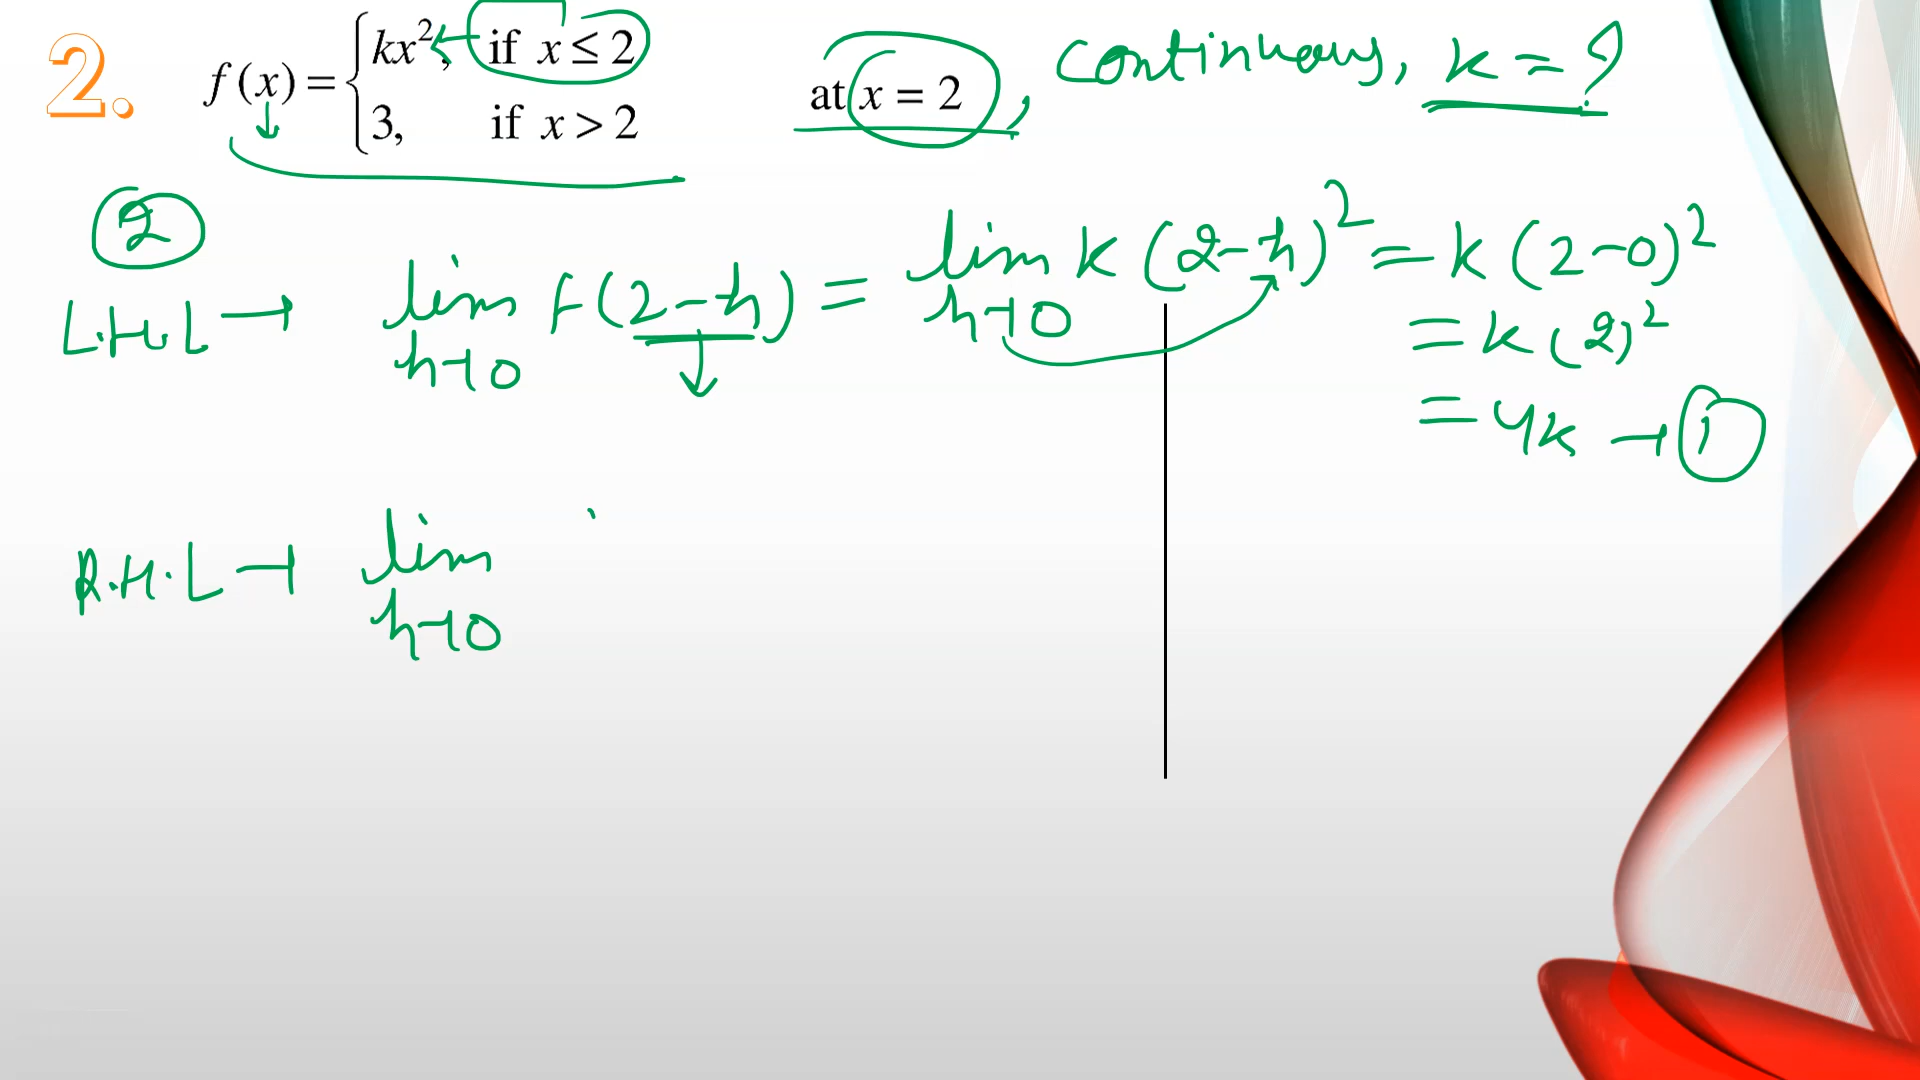 2. f(x) = { kx², if x ≤ 2 at x = 2, continuous, k = ?
3, if x > 2
2
L.H.L → lim h→0 f(2-h) = lim h→0 k(2-h)² = k(2-0)²
= k(2)²
= 4k → 1
R.H.L → lim h→0